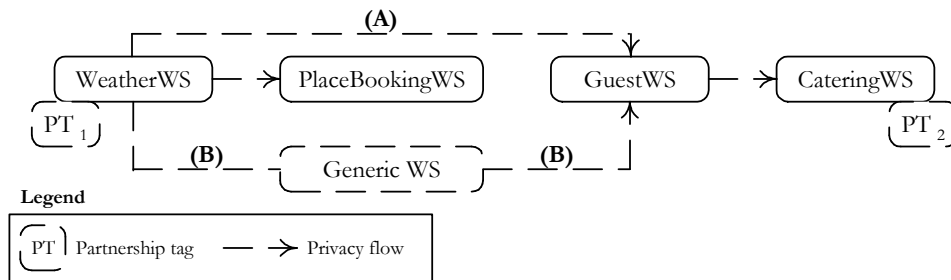 (A)
WeatherWS PlaceBookingWS GuestWS CateringWS
PT 1 PT 2
(B) Generic WS (B)
Legend
PT Partnership tag Privacy flow